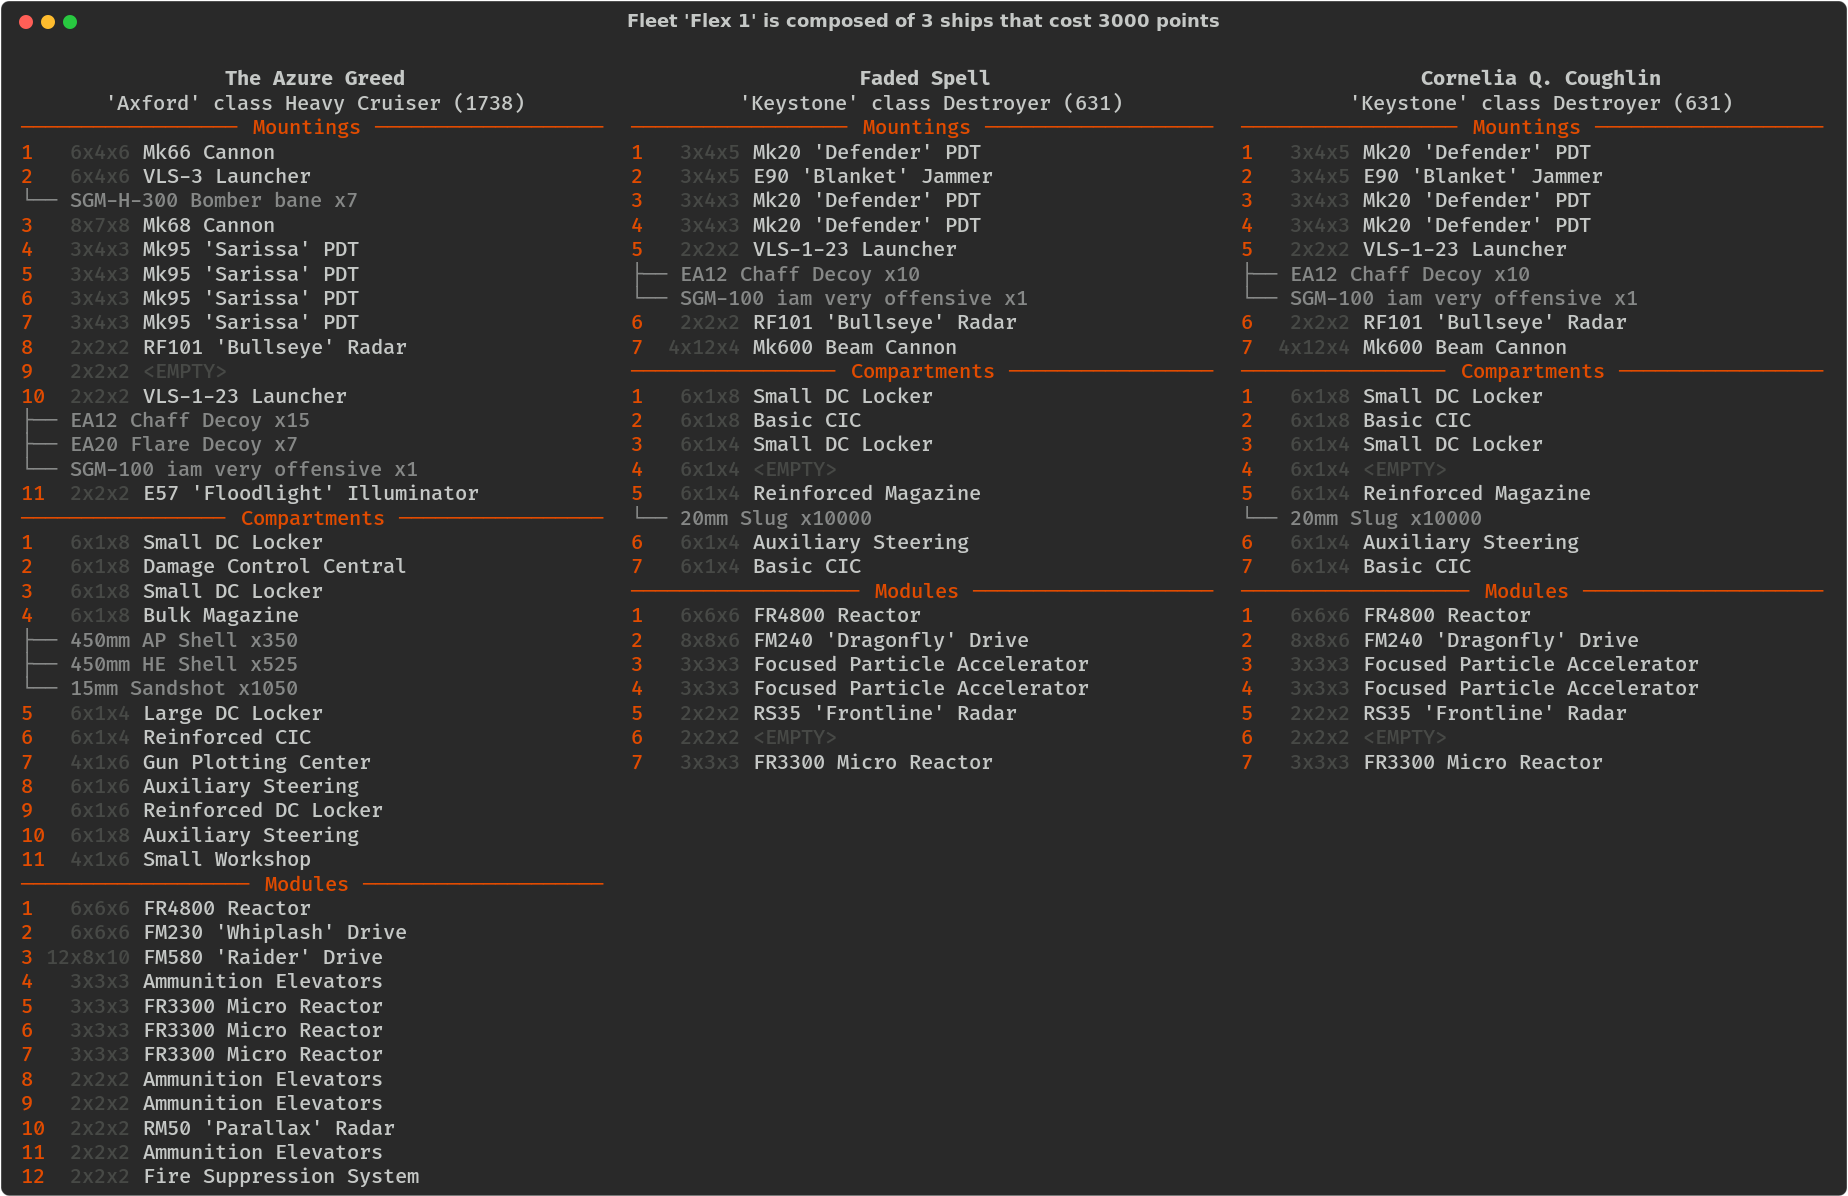 Fleet 'Flex 1' is composed of 3 ships that cost 3000 points
The Azure Greed
'Axford' class Heavy Cruiser (1738)
Mountings
1 6x4x6 Mk66 Cannon
2 6x4x6 VLS-3 Launcher
SGM-H-300 Bomber bane x7
3 8x7x8 Mk68 Cannon
4 3x4x3 Mk95 'Sarissa' PDT
5 3x4x3 Mk95 'Sarissa' PDT
6 3x4x3 Mk95 'Sarissa' PDT
7 3x4x3 Mk95 'Sarissa' PDT
8 2x2x2 RF101 'Bullseye' Radar
9 2x2x2 <EMPTY>
10 2x2x2 VLS-1-23 Launcher
EA12 Chaff Decoy x15
EA20 Flare Decoy x7
SGM-100 iam very offensive x1
11 2x2x2 E57 'Floodlight' Illuminator
Compartments
1 6x1x8 Small DC Locker
2 6x1x8 Damage Control Central
3 6x1x8 Small DC Locker
4 6x1x8 Bulk Magazine
450mm AP Shell x350
450mm HE Shell x525
15mm Sandshot x1050
5 6x1x4 Large DC Locker
6 6x1x4 Reinforced CIC
7 4x1x6 Gun Plotting Center
8 6x1x6 Auxiliary Steering
9 6x1x6 Reinforced DC Locker
10 6x1x8 Auxiliary Steering
11 4x1x6 Small Workshop
Modules
1 6x6x6 FR4800 Reactor
2 6x6x6 FM230 'Whiplash' Drive
3 12x8x10 FM580 'Raider' Drive
4 3x3x3 Ammunition Elevators
5 3x3x3 FR3300 Micro Reactor
6 3x3x3 FR3300 Micro Reactor
7 3x3x3 FR3300 Micro Reactor
8 2x2x2 Ammunition Elevators
9 2x2x2 Ammunition Elevators
10 2x2x2 RM50 'Parallax' Radar
11 2x2x2 Ammunition Elevators
12 2x2x2 Fire Suppression System
Faded Spell
'Keystone' class Destroyer (631)
Mountings
1 3x4x5 Mk20 'Defender' PDT
2 3x4x5 E90 'Blanket' Jammer
3 3x4x3 Mk20 'Defender' PDT
4 3x4x3 Mk20 'Defender' PDT
5 2x2x2 VLS-1-23 Launcher
EA12 Chaff Decoy x10
SGM-100 iam very offensive x1
6 2x2x2 RF101 'Bullseye' Radar
7 4x12x4 Mk600 Beam Cannon
Compartments
1 6x1x8 Small DC Locker
2 6x1x8 Basic CIC
3 6x1x4 Small DC Locker
4 6x1x4 <EMPTY>
5 6x1x4 Reinforced Magazine
20mm Slug x10000
6 6x1x4 Auxiliary Steering
7 6x1x4 Basic CIC
Modules
1 6x6x6 FR4800 Reactor
2 8x8x6 FM240 'Dragonfly' Drive
3 3x3x3 Focused Particle Accelerator
4 3x3x3 Focused Particle Accelerator
5 2x2x2 RS35 'Frontline' Radar
6 2x2x2 <EMPTY>
7 3x3x3 FR3300 Micro Reactor
Cornelia Q. Coughlin
'Keystone' class Destroyer (631)
Mountings
1 3x4x5 Mk20 'Defender' PDT
2 3x4x5 E90 'Blanket' Jammer
3 3x4x3 Mk20 'Defender' PDT
4 3x4x3 Mk20 'Defender' PDT
5 2x2x2 VLS-1-23 Launcher
EA12 Chaff Decoy x10
SGM-100 iam very offensive x1
6 2x2x2 RF101 'Bullseye' Radar
7 4x12x4 Mk600 Beam Cannon
Compartments
1 6x1x8 Small DC Locker
2 6x1x8 Basic CIC
3 6x1x4 Small DC Locker
4 6x1x4 <EMPTY>
5 6x1x4 Reinforced Magazine
20mm Slug x10000
6 6x1x4 Auxiliary Steering
7 6x1x4 Basic CIC
Modules
1 6x6x6 FR4800 Reactor
2 8x8x6 FM240 'Dragonfly' Drive
3 3x3x3 Focused Particle Accelerator
4 3x3x3 Focused Particle Accelerator
5 2x2x2 RS35 'Frontline' Radar
6 2x2x2 <EMPTY>
7 3x3x3 FR3300 Micro Reactor